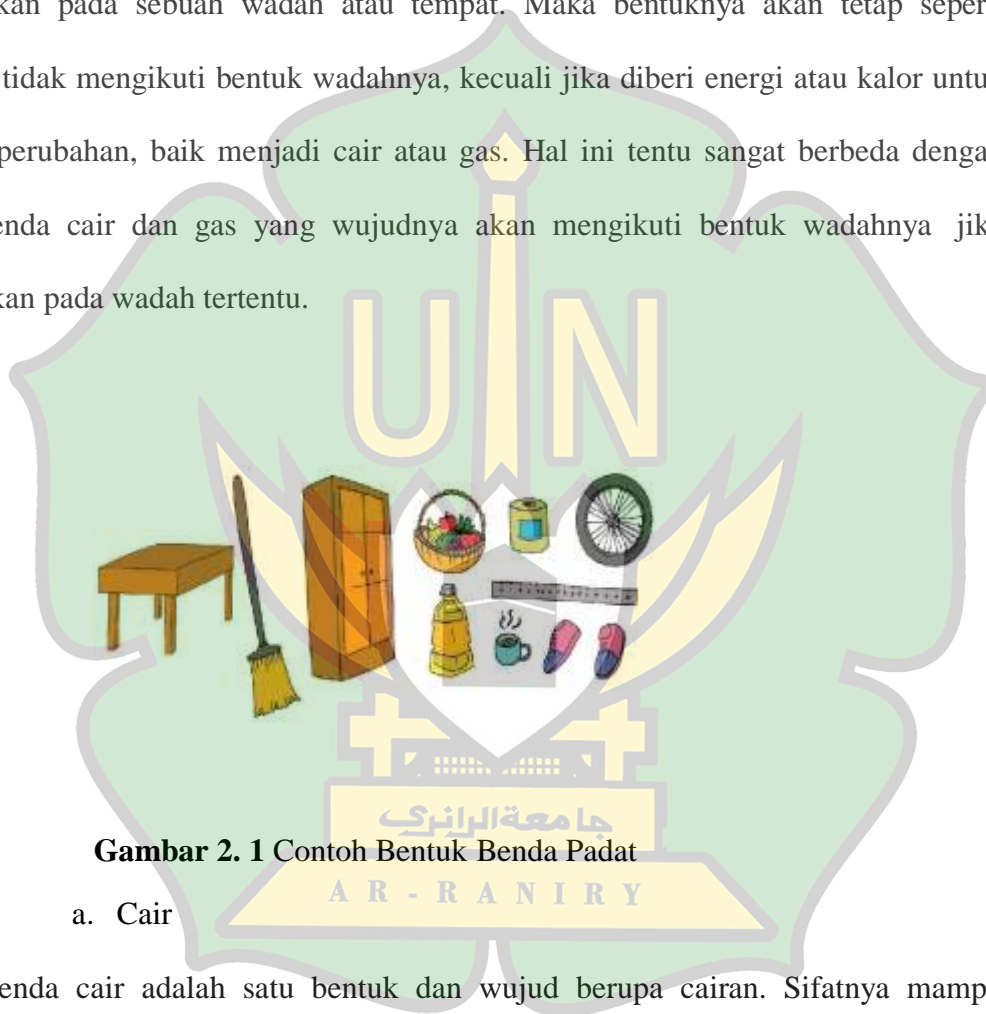 kan pada sebuah wadah atau tempat. Maka bentuknya akan tetap seper
tidak mengikuti bentuk wadahnya, kecuali jika diberi energi atau kalor untu
perubahan, baik menjadi cair atau gas. Hal ini tentu sangat berbeda denga
enda cair dan gas yang wujudnya akan mengikuti bentuk wadahnya jik
kan pada wadah tertentu.
UIN
جامعةالرانري
Gambar 2. 1 Contoh Bentuk Benda Padat
AR-RANIRY
a. Cair
enda cair adalah satu bentuk dan wujud berupa cairan. Sifatnya mamp